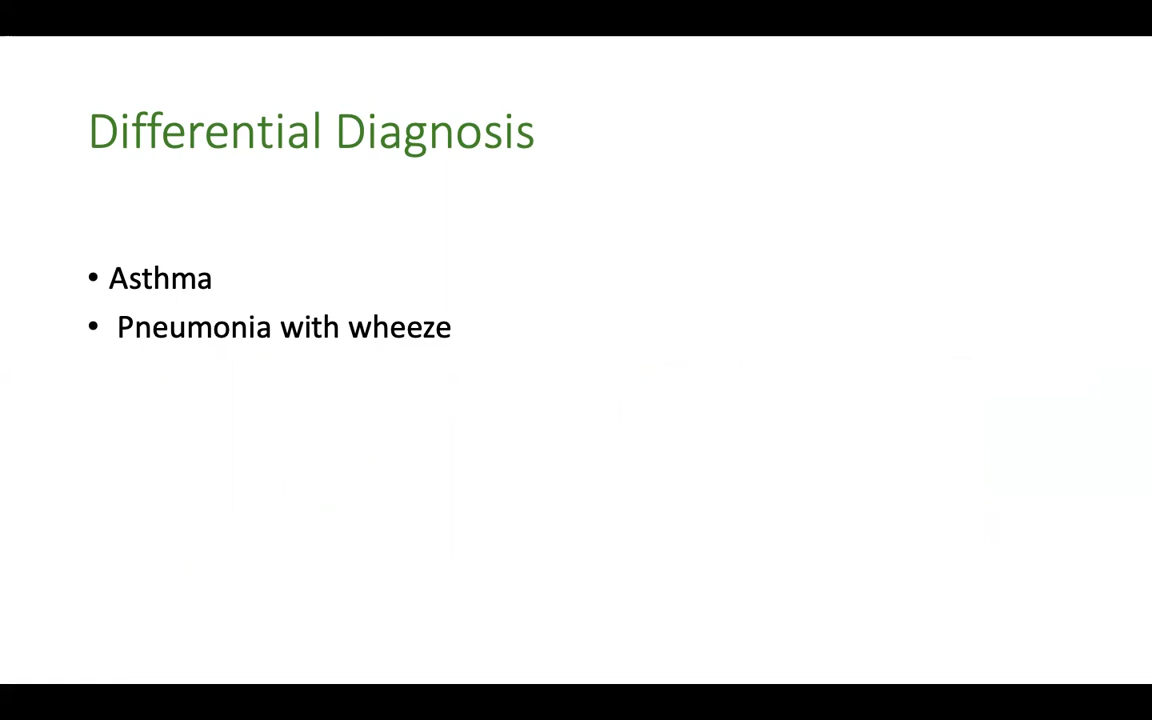 Differential Diagnosis
• Asthma
• Pneumonia with wheeze